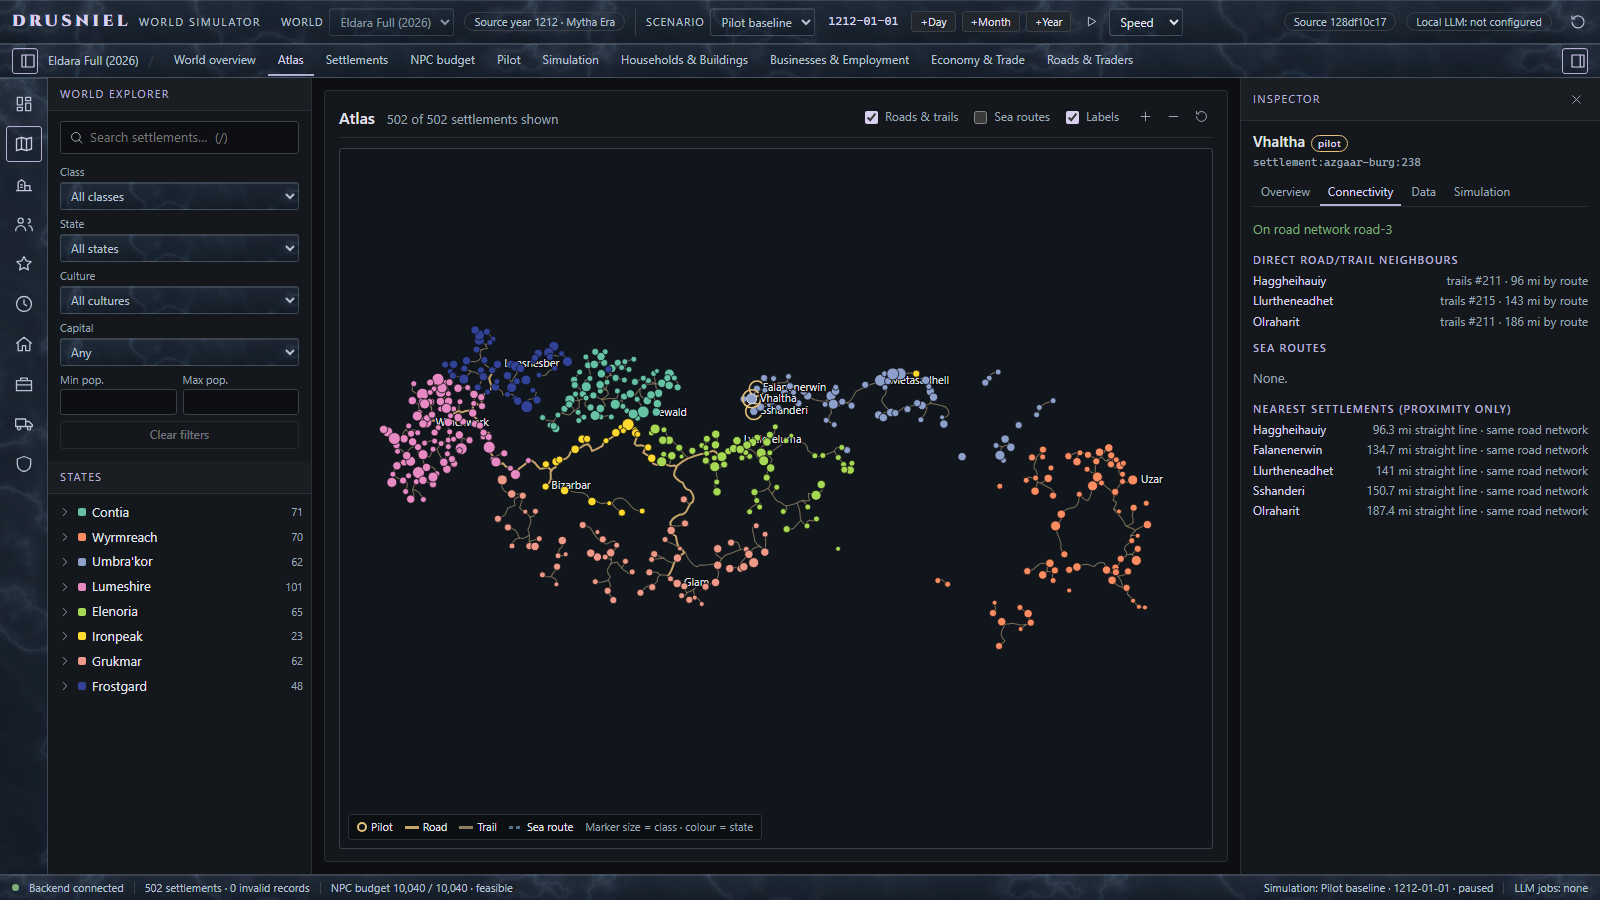 DRUSNIEL WORLD SIMULATOR WORLD Eldara Full (2026) Source year 1212 · Mytha Era SCENARIO Pilot baseline 1212-01-01 +Day +Month +Year Speed Source 128df10c17 Local LLM: not configured
Eldara Full (2026) / World overview Atlas Settlements NPC budget Pilot Simulation Households & Buildings Businesses & Employment Economy & Trade Roads & Traders
WORLD EXPLORER
Search settlements... (/)
Class
All classes
State
All states
Culture
All cultures
Capital
Any
Min pop. Max pop.
Clear filters
STATES
Contia 71
Wyrmreach 70
Umbra'kor 62
Lumeshire 101
Elenoria 65
Ironpeak 23
Grukmar 62
Frostgard 48
Atlas 502 of 502 settlements shown
Roads & trails Sea routes Labels
Falanenerwin
Vhaltha
Sshanderi
ewald
Bizarbar
Glam
Uzar
Pilot Road Trail Sea route Marker size = class · colour = state
INSPECTOR
Vhaltha pilot
settlement:azgaar-burg:238
Overview Connectivity Data Simulation
On road network road-3
DIRECT ROAD/TRAIL NEIGHBOURS
Haggheihauiy trails #211 · 96 mi by route
Llurtheneadhet trails #215 · 143 mi by route
Olraharit trails #211 · 186 mi by route
SEA ROUTES
None.
NEAREST SETTLEMENTS (PROXIMITY ONLY)
Haggheihauiy 96.3 mi straight line · same road network
Falanenerwin 134.7 mi straight line · same road network
Llurtheneadhet 141 mi straight line · same road network
Sshanderi 150.7 mi straight line · same road network
Olraharit 187.4 mi straight line · same road network
Backend connected 502 settlements · 0 invalid records NPC budget 10,040 / 10,040 · feasible
Simulation: Pilot baseline · 1212-01-01 · paused LLM jobs: none